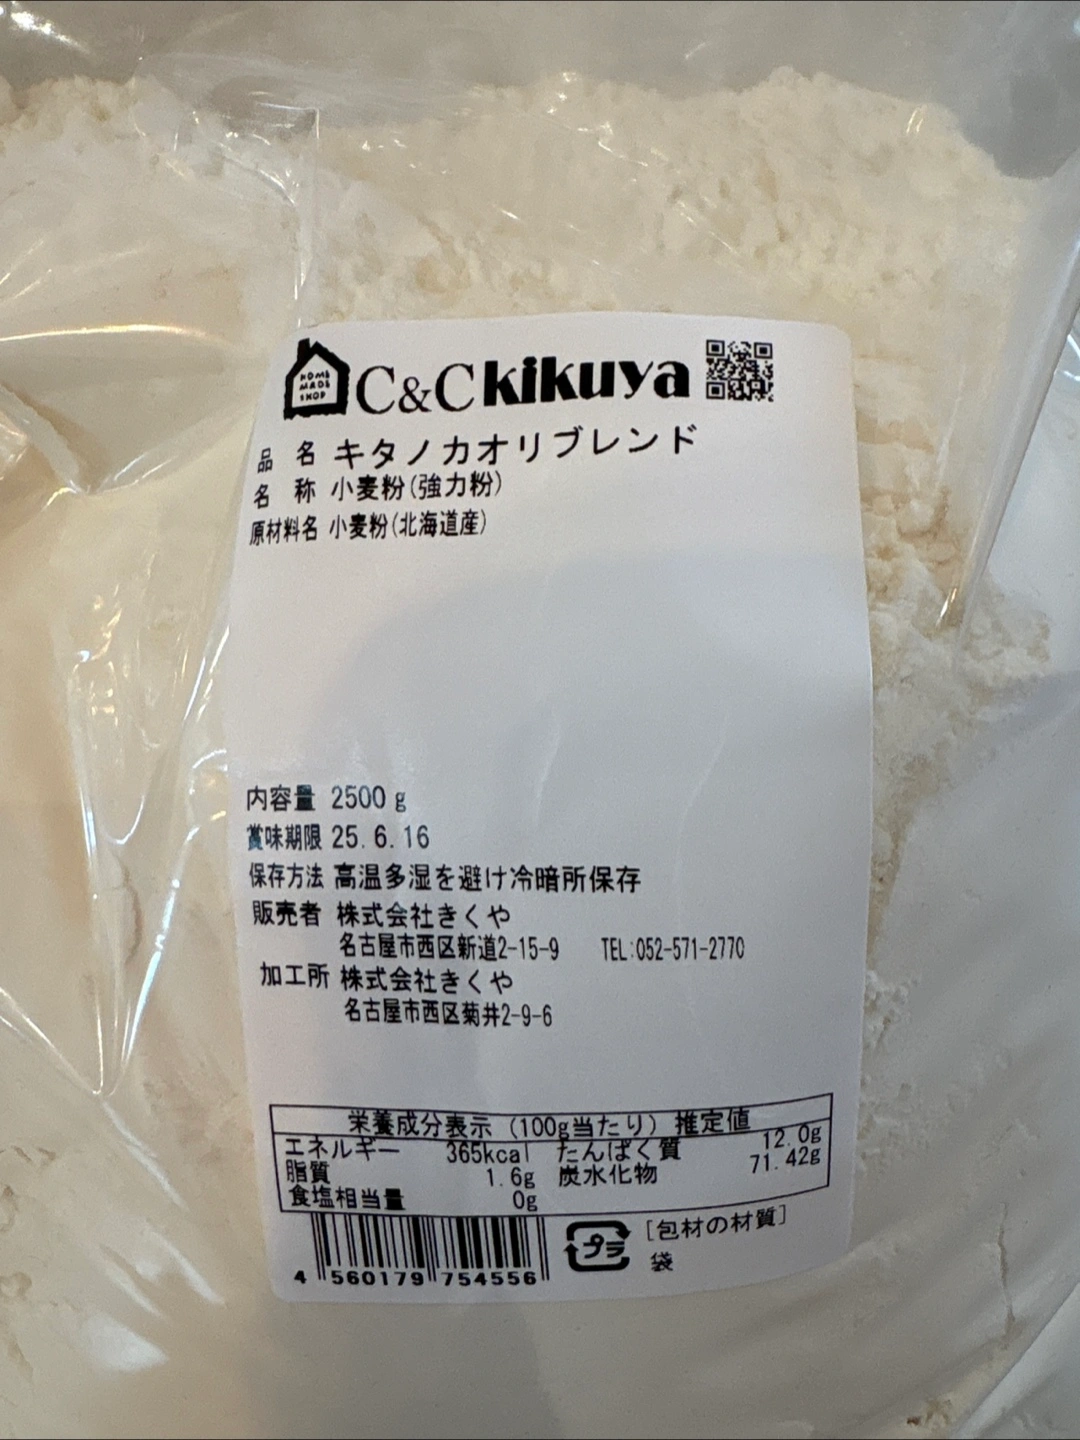 HOME MADE SHOP C&C kikuya
品名 キタノカオリブレンド
名称 小麦粉(強力粉)
原材料名 小麦粉(北海道産)
内容量 2500g
賞味期限 25.6.16
保存方法 高温多湿を避け冷暗所保存
販売者 株式会社きくや
名古屋市西区新道2-15-9 TEL:052-571-2770
加工所 株式会社きくや
名古屋市西区菊井2-9-6
栄養成分表示(100g当たり)推定値
エネルギー 365kcal たんぱく質 12.0g
脂質 1.6g 炭水化物 71.42g
食塩相当量 0g
プラ [包材の材質]
袋
4 560179 754556